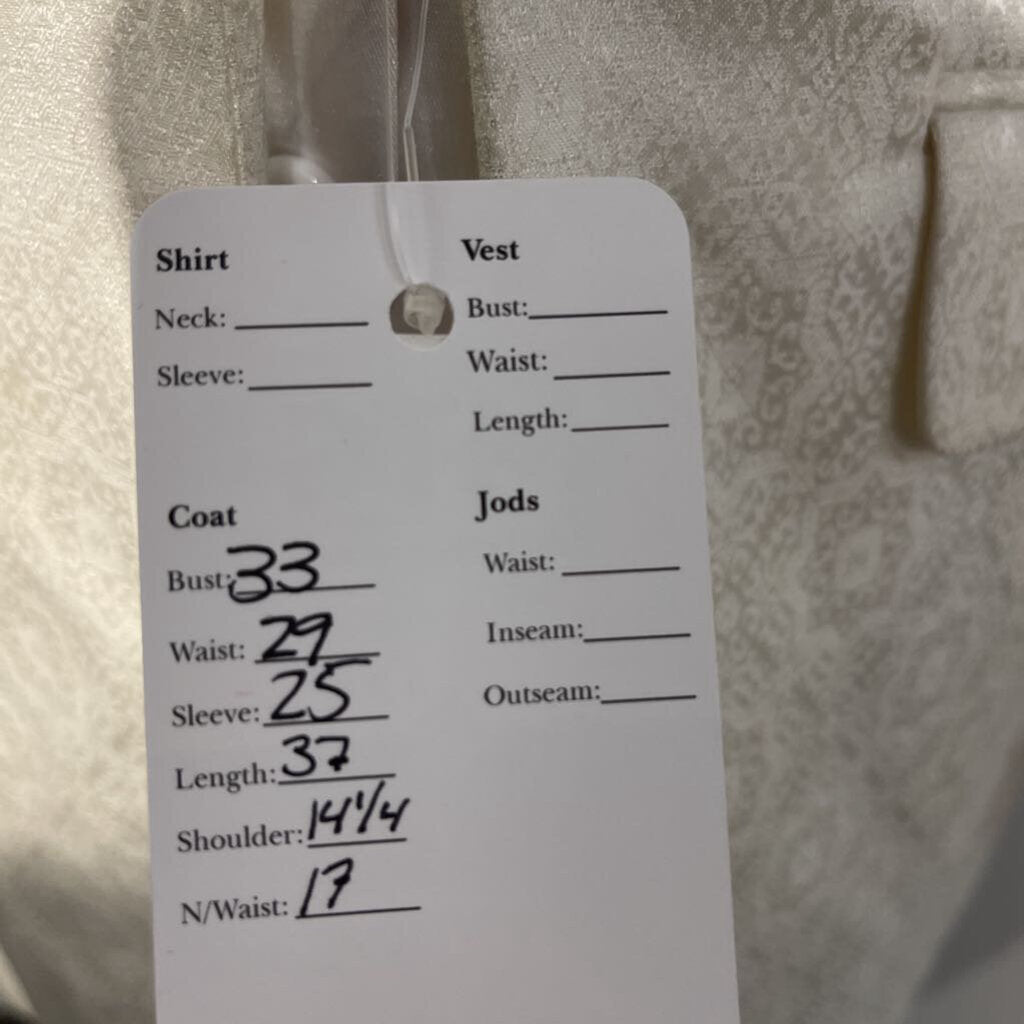 Shirt
Neck:
Sleeve:
Vest
Bust:
Waist:
Length:
Coat
Bust: 33
Waist: 29
Sleeve: 25
Length: 37
Shoulder: 14 1/4
N/Waist: 17
Jods
Waist:
Inseam:
Outseam: